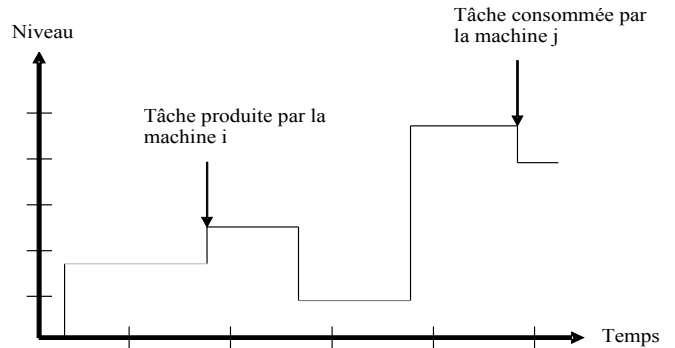 Tâche consommée par
la machine j
Niveau
Tâche produite par la
machine i
Temps